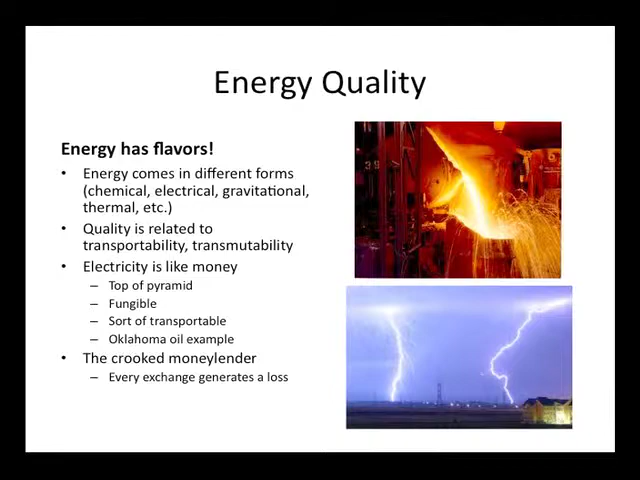 Energy Quality
Energy has flavors!
• Energy comes in different forms
(chemical, electrical, gravitational,
thermal, etc.)
• Quality is related to
transportability, transmutability
• Electricity is like money
– Top of pyramid
– Fungible
– Sort of transportable
– Oklahoma oil example
• The crooked moneylender
– Every exchange generates a loss